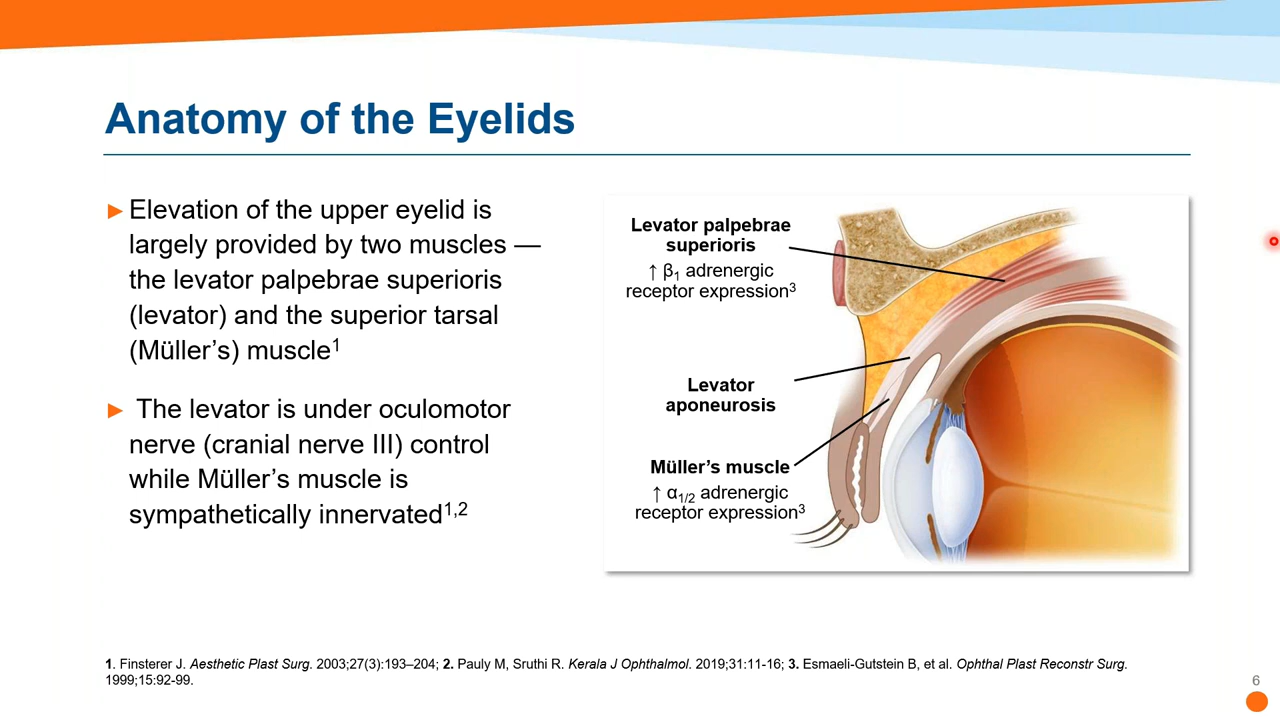 Anatomy of the Eyelids
► Elevation of the upper eyelid is
largely provided by two muscles —
the levator palpebrae superioris
(levator) and the superior tarsal
(Müller’s) muscle1
► The levator is under oculomotor
nerve (cranial nerve III) control
while Müller’s muscle is
sympathetically innervated1,2
Levator palpebrae
superioris
↑ β1 adrenergic
receptor expression3
Levator
aponeurosis
Müller’s muscle
↑ α1/2 adrenergic
receptor expression3
1. Finsterer J. Aesthetic Plast Surg. 2003;27(3):193–204; 2. Pauly M, Sruthi R. Kerala J Ophthalmol. 2019;31:11-16; 3. Esmaeli-Gutstein B, et al. Ophthal Plast Reconstr Surg.
1999;15:92-99.
6